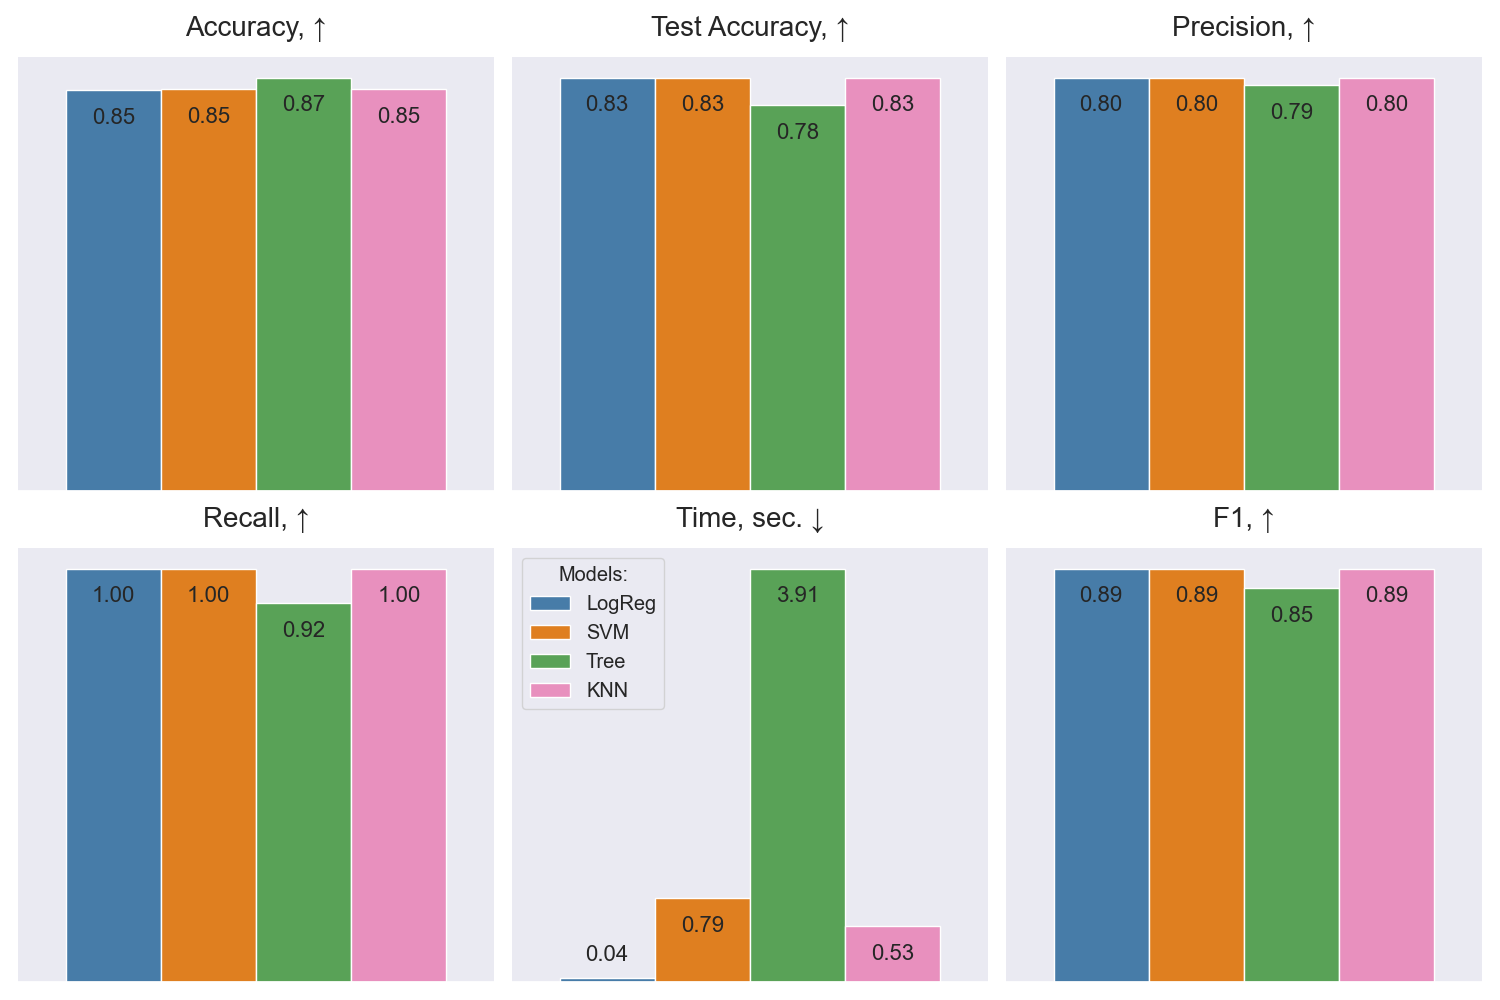 Accuracy, ↑
0.85
0.85
0.87
0.85
Test Accuracy, ↑
0.83
0.83
0.78
0.83
Precision, ↑
0.80
0.80
0.79
0.80
Recall, ↑
1.00
1.00
0.92
1.00
Time, sec. ↓
Models:
LogReg
SVM
Tree
KNN
0.04
0.79
3.91
0.53
F1, ↑
0.89
0.89
0.85
0.89